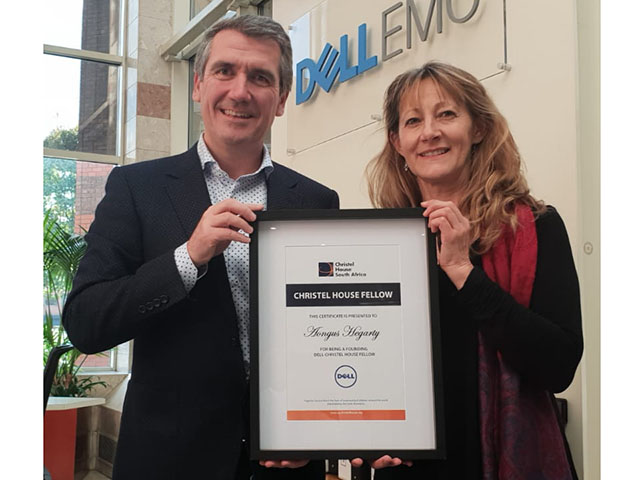 DELL EMC
Christel
House
South Africa
CHRISTEL HOUSE FELLOW
THIS CERTIFICATE IS PRESENTED TO
Aongus Hegarty
FOR BEING A FOUNDING
DELL-CHRISTEL HOUSE FELLOW
DELL